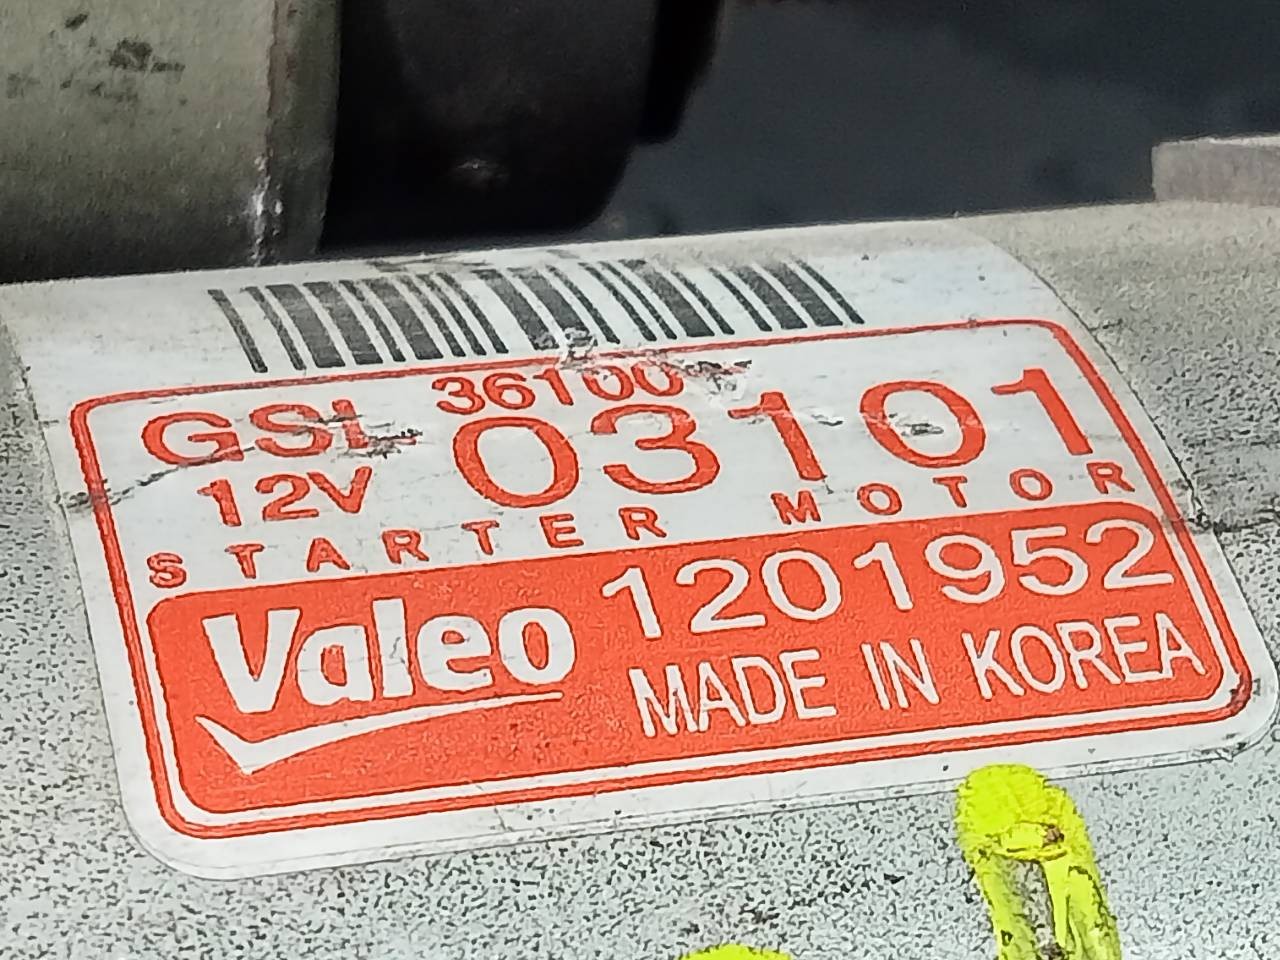 36100
GSL 03101
12V
STARTER MOTOR
Valeo 1201952
MADE IN KOREA